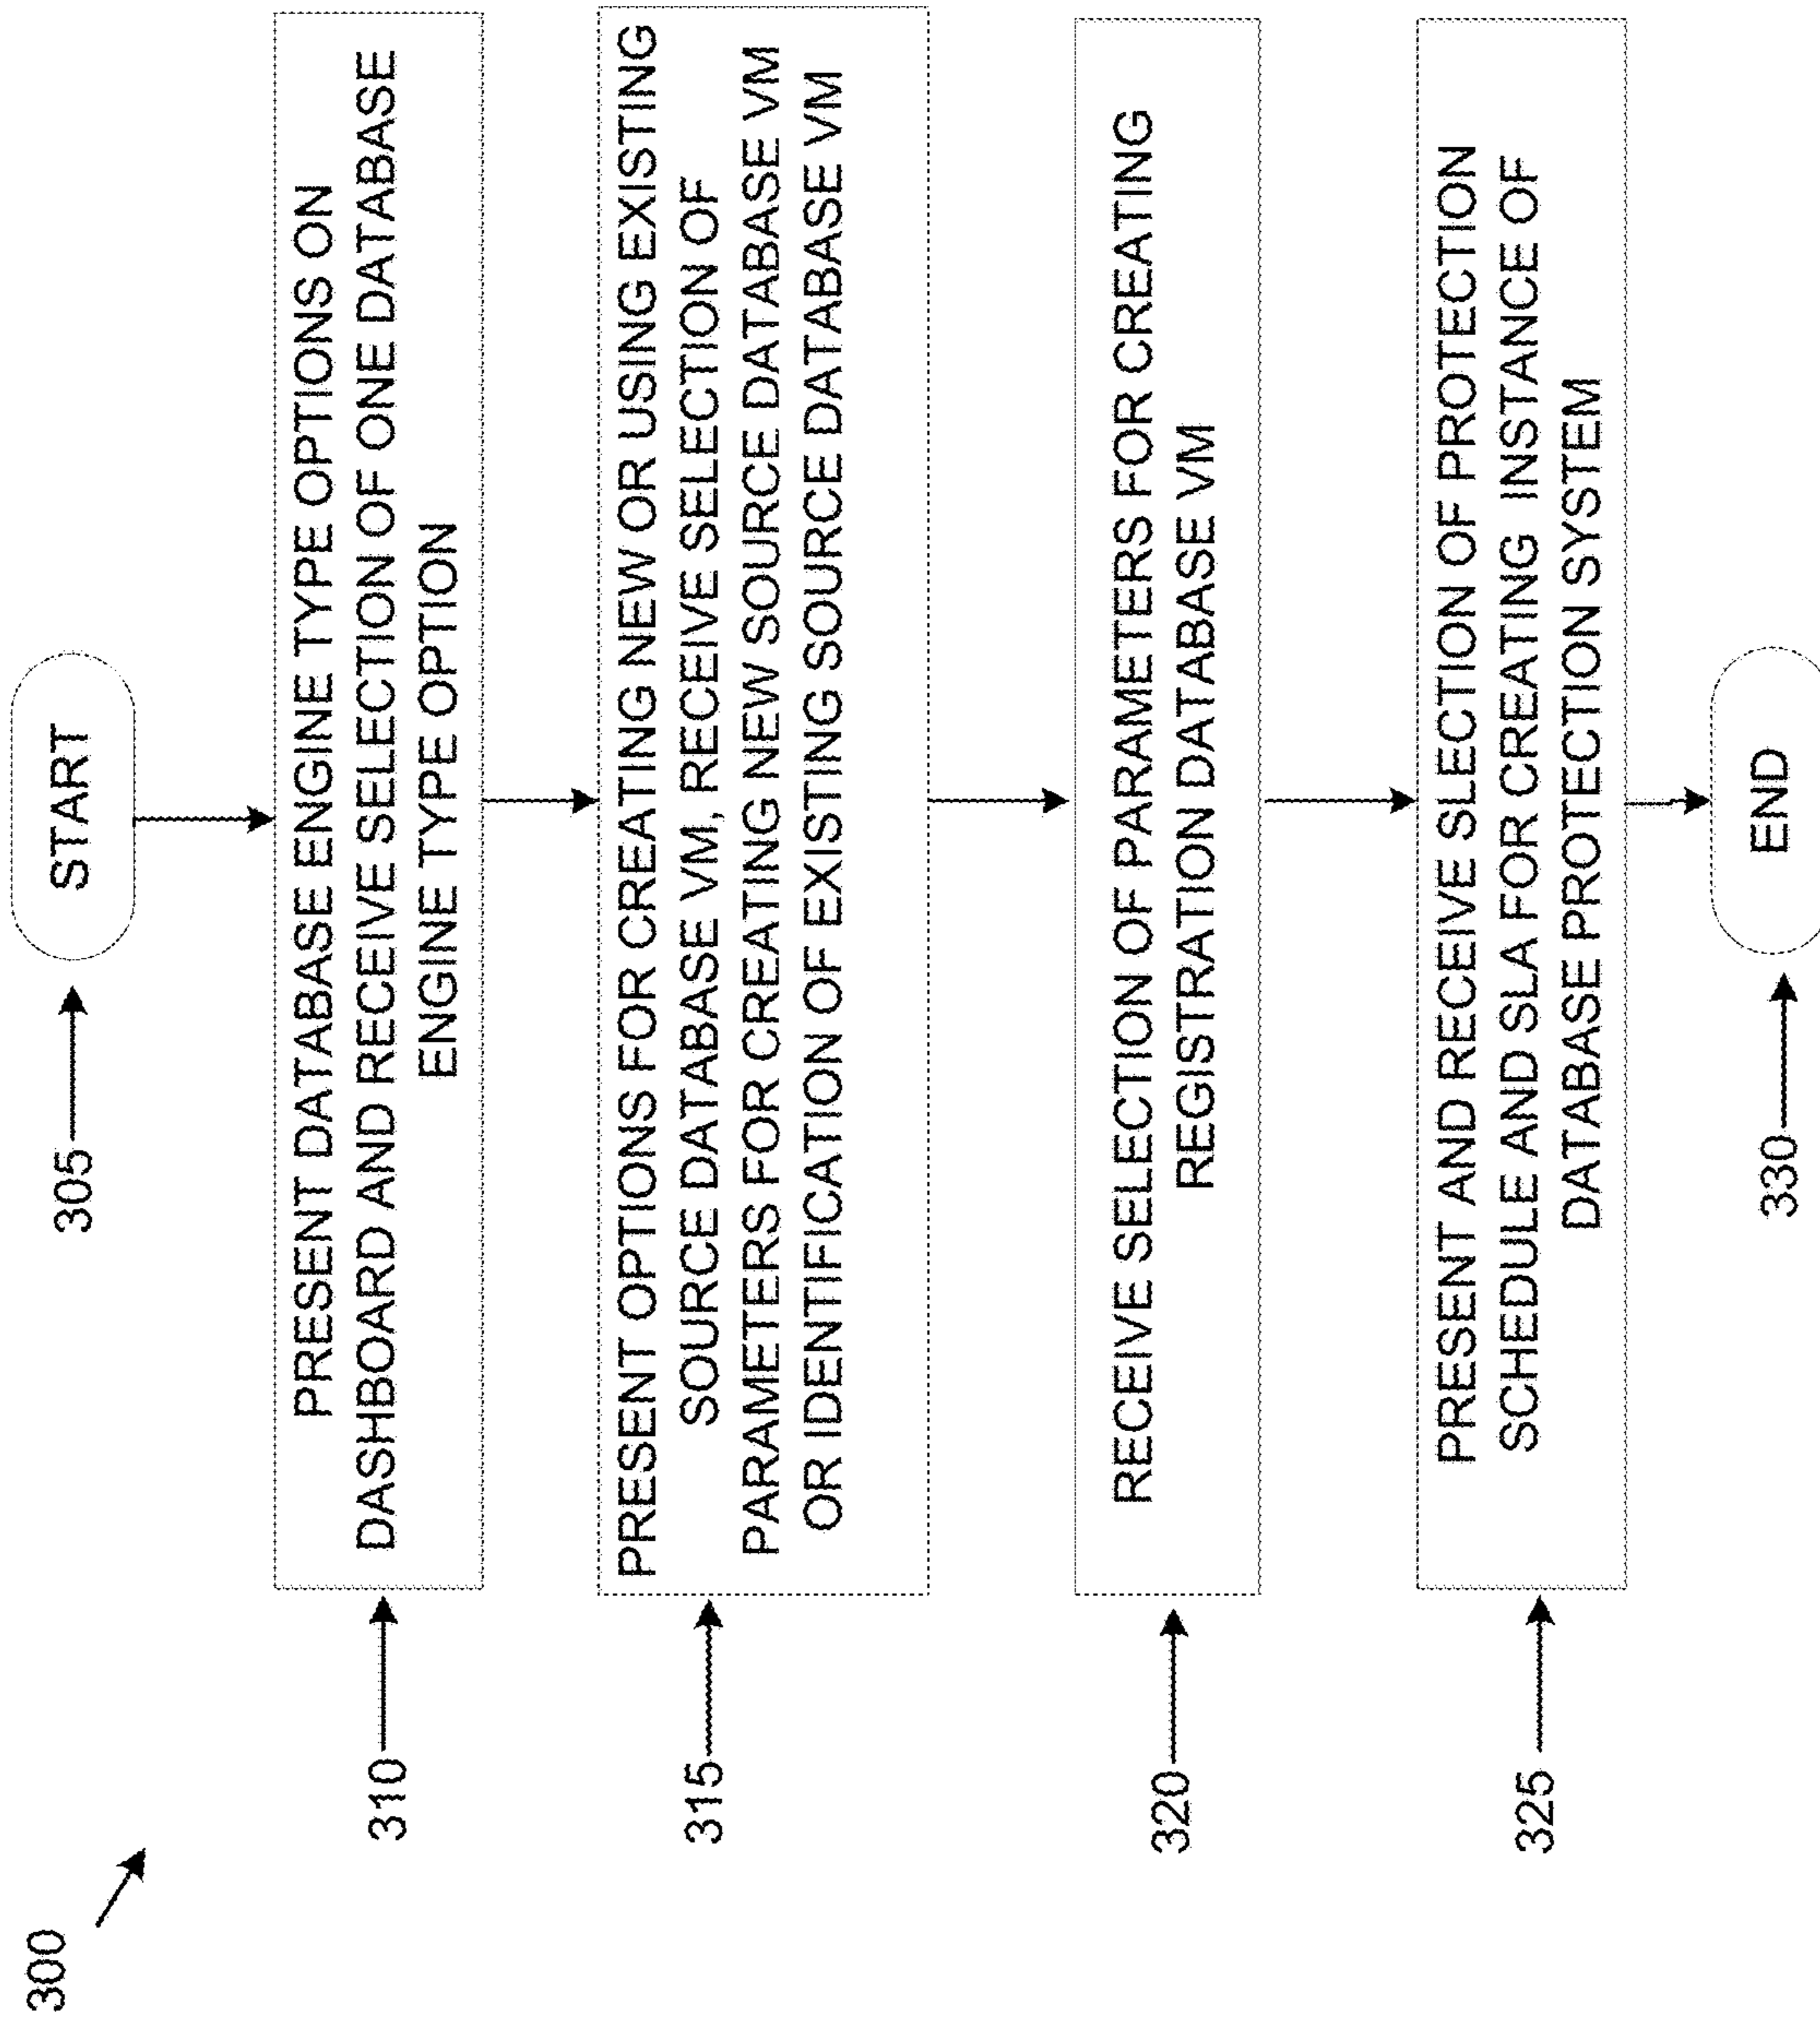 300
305
START
310
PRESENT DATABASE ENGINE TYPE OPTIONS ON
DASHBOARD AND RECEIVE SELECTION OF ONE DATABASE
ENGINE TYPE OPTION
315
PRESENT OPTIONS FOR CREATING NEW OR USING EXISTING
SOURCE DATABASE VM, RECEIVE SELECTION OF
PARAMETERS FOR CREATING NEW SOURCE DATABASE VM
OR IDENTIFICATION OF EXISTING SOURCE DATABASE VM
320
RECEIVE SELECTION OF PARAMETERS FOR CREATING
REGISTRATION DATABASE VM
325
PRESENT AND RECEIVE SELECTION OF PROTECTION
SCHEDULE AND SLA FOR CREATING INSTANCE OF
DATABASE PROTECTION SYSTEM
330
END